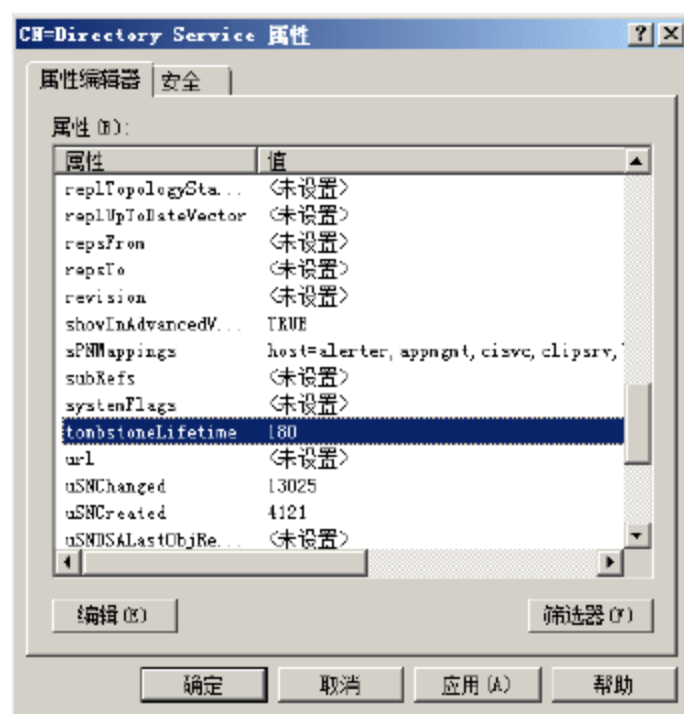 CN=Directory Service 属性
属性编辑器 安全
属性(B):
属性 值
replTopologySta... <未设置>
replUpToDateVector <未设置>
repsFrom <未设置>
repsTo <未设置>
revision <未设置>
showInAdvancedV... TRUE
sPNMappings host=alerter,appmgmt,cisvc,clipsrv,
subRefs <未设置>
systemFlags <未设置>
tombstoneLifetime 180
url <未设置>
uSNChanged 13025
uSNCreated 4121
uSNDSALastObjRe... <未设置>
编辑(E) 筛选器(F)
确定 取消 应用(A) 帮助